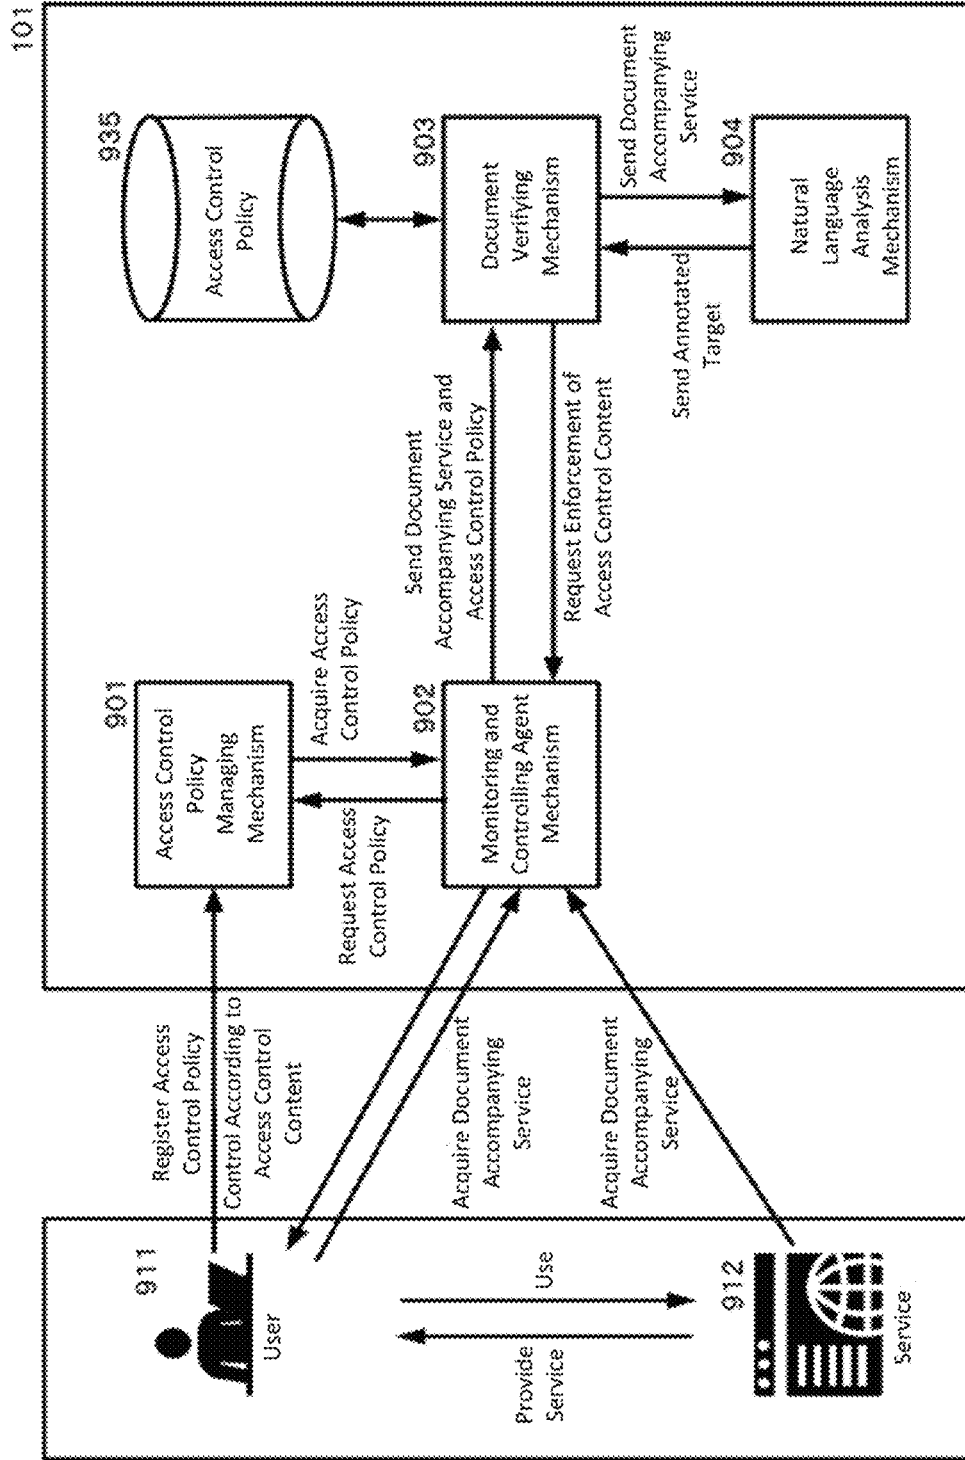 101
911
User
Provide
Service
Use
912
Service
Register Access
Control Policy
Control According to
Access Control
Content
Acquire Document
Accompanying
Service
Acquire Document
Accompanying
Service
901
Access Control
Policy
Managing
Mechanism
Request Access
Control Policy
Acquire Access
Control Policy
902
Monitoring and
Controlling Agent
Mechanism
Send Document
Accompanying Service and
Access Control Policy
Request Enforcement of
Access Control Content
935
Access Control
Policy
903
Document
Verifying
Mechanism
Send Annotated
Target
Send Document
Accompanying
Service
904
Natural
Language
Analysis
Mechanism